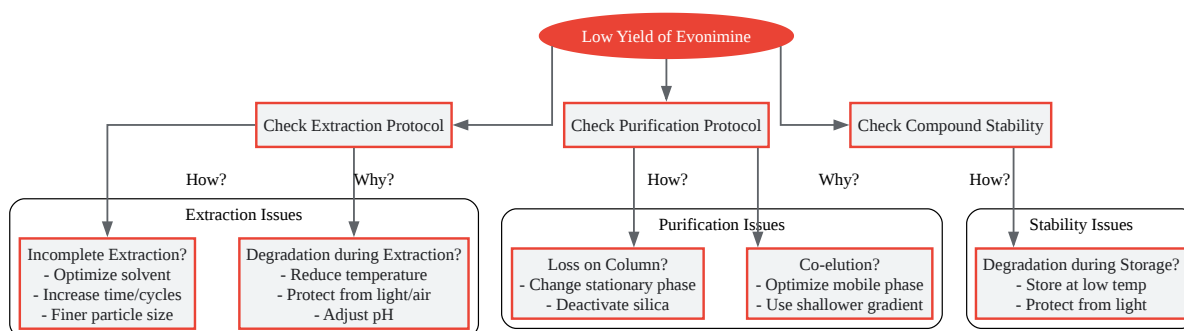 Low Yield of Evonimine
Check Extraction Protocol
Check Purification Protocol
Check Compound Stability
How?
Why?
How?
Why?
How?
Extraction Issues
Purification Issues
Stability Issues
Incomplete Extraction?
- Optimize solvent
- Increase time/cycles
- Finer particle size
Degradation during Extraction?
- Reduce temperature
- Protect from light/air
- Adjust pH
Loss on Column?
- Change stationary phase
- Deactivate silica
Co-elution?
- Optimize mobile phase
- Use shallower gradient
Degradation during Storage?
- Store at low temp
- Protect from light